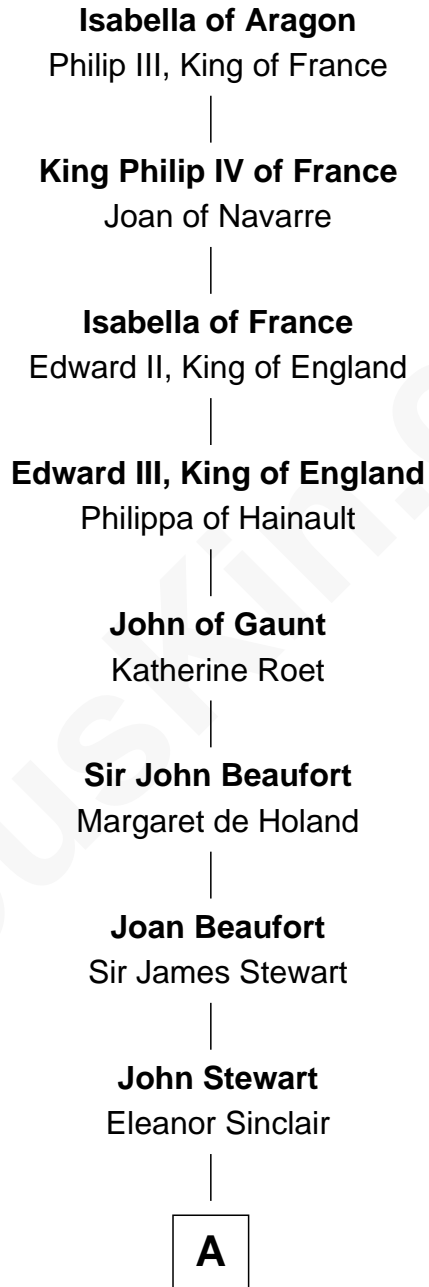 Isabella of Aragon
Philip III, King of France
King Philip IV of France
Joan of Navarre
Isabella of France
Edward II, King of England
Edward III, King of England
Philippa of Hainault
John of Gaunt
Katherine Roet
Sir John Beaufort
Margaret de Holand
Joan Beaufort
Sir James Stewart
John Stewart
Eleanor Sinclair
A